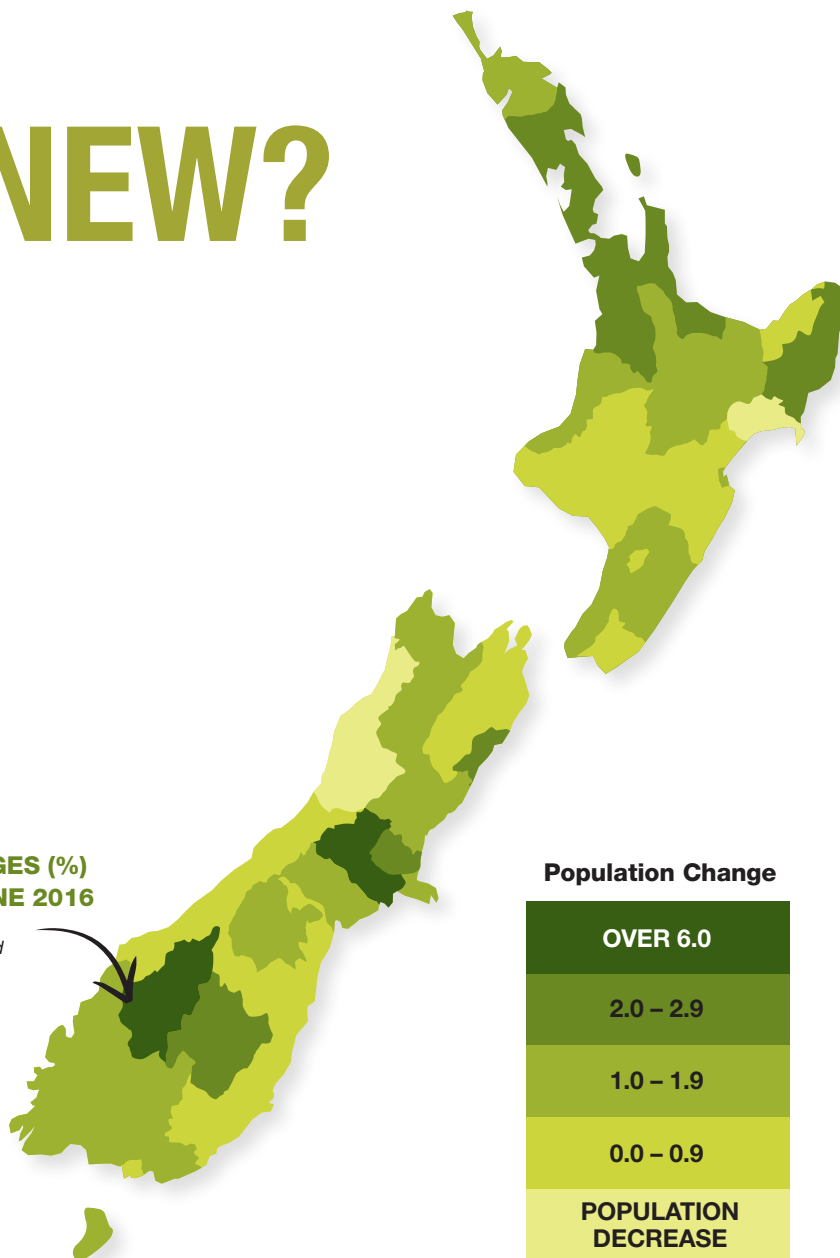 NEW?
GES (%)
NE 2016
d
Population Change
OVER 6.0
2.0 – 2.9
1.0 – 1.9
0.0 – 0.9
POPULATION
DECREASE